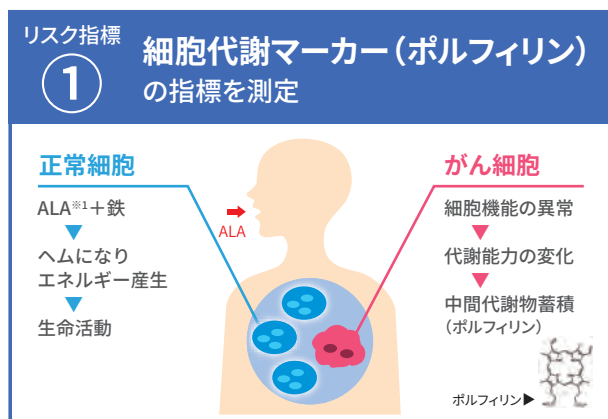 リスク指標
①
細胞代謝マーカー（ポルフィリン）
の指標を測定
正常細胞
ALA※1＋鉄
▼
ヘムになり
エネルギー産生
▼
生命活動
ALA
がん細胞
細胞機能の異常
▼
代謝能力の変化
▼
中間代謝物蓄積
（ポルフィリン）
ポルフィリン▶